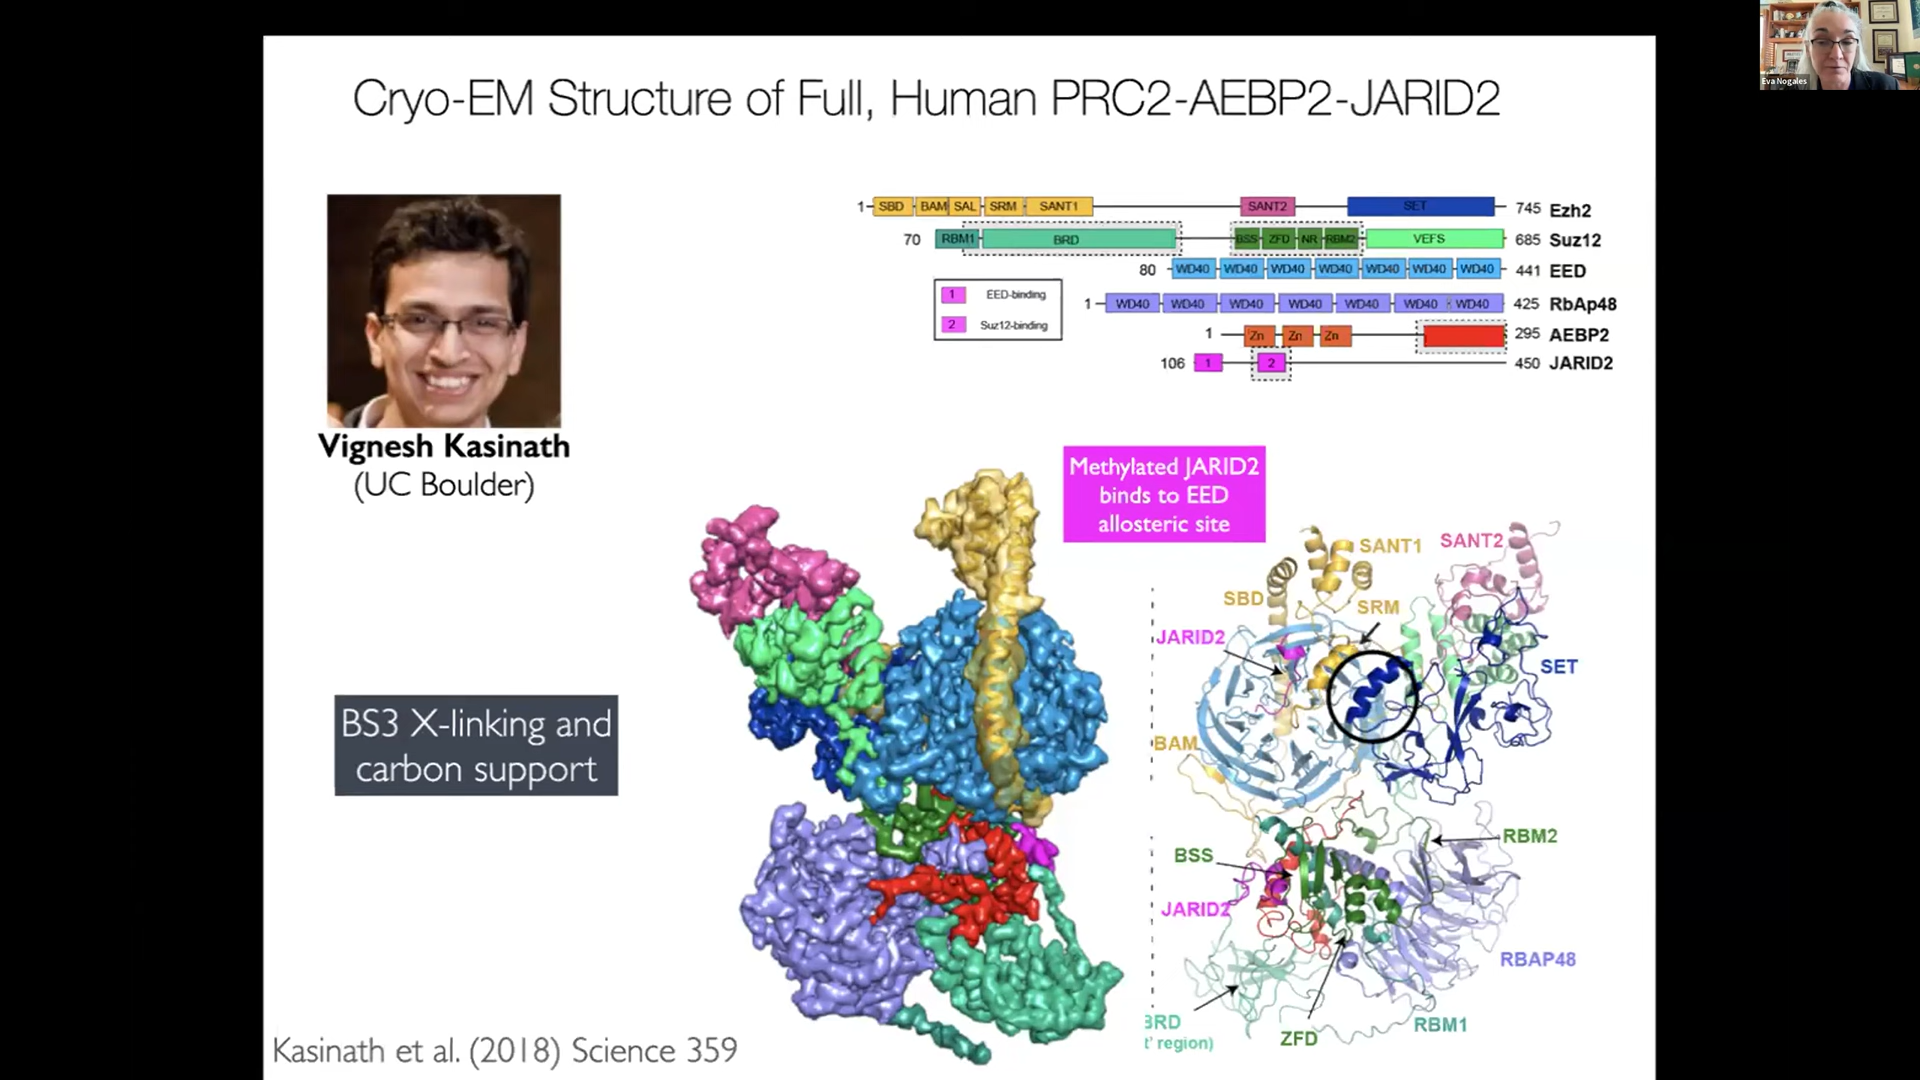 Cryo-EM Structure of Full, Human PRC2-AEBP2-JARID2
Eva Nogales
1 SBD BAM SAL SRM SANT1 SANT2 SET 745 Ezh2
70 RBM1 BRD BSS ZFD NR RBM2 VEFS 685 Suz12
80 WD40 WD40 WD40 WD40 WD40 WD40 WD40 441 EED
1 WD40 WD40 WD40 WD40 WD40 WD40 WD40 425 RbAp48
1 Zn Zn Zn 295 AEBP2
106 1 2 450 JARID2
1 EED-binding
2 Suz12-binding
Vignesh Kasinath
(UC Boulder)
Methylated JARID2
binds to EED
allosteric site
SANT1
SANT2
SBD
SRM
JARID2
SET
BAM
BS3 X-linking and
carbon support
RBM2
BSS
JARID2
RBAP48
BRD
t' region)
ZFD
RBM1
Kasinath et al. (2018) Science 359